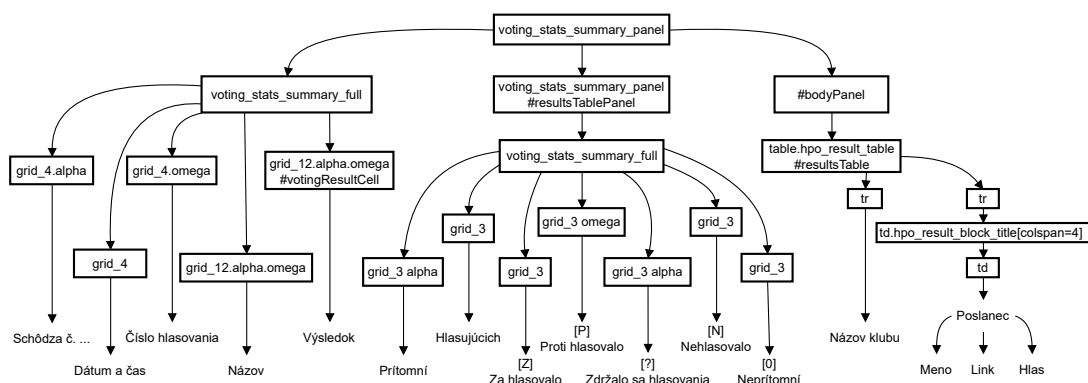 voting_stats_summary_panel
voting_stats_summary_full
voting_stats_summary_panel
#resultsTablePanel
#bodyPanel
grid_4.alpha
grid_4.omega
grid_12.alpha.omega
#votingResultCell
voting_stats_summary_full
table.hpo_result_table
#resultsTable
tr
tr
grid_3
grid_3 omega
grid_3
td.hpo_result_block_title[colspan=4]
grid_4
grid_12.alpha.omega
grid_3 alpha
grid_3
grid_3 alpha
grid_3
td
Schôdza č. ...
Číslo hlasovania
Výsledok
Hlasujúcich
[P]
Proti hlasovalo
[N]
Nehlasovalo
Názov klubu
Poslanec
Dátum a čas
Názov
Prítomní
[Z]
Za hlasovalo
[?]
Zdržalo sa hlasovania
[0]
Neprítomní
Meno
Link
Hlas